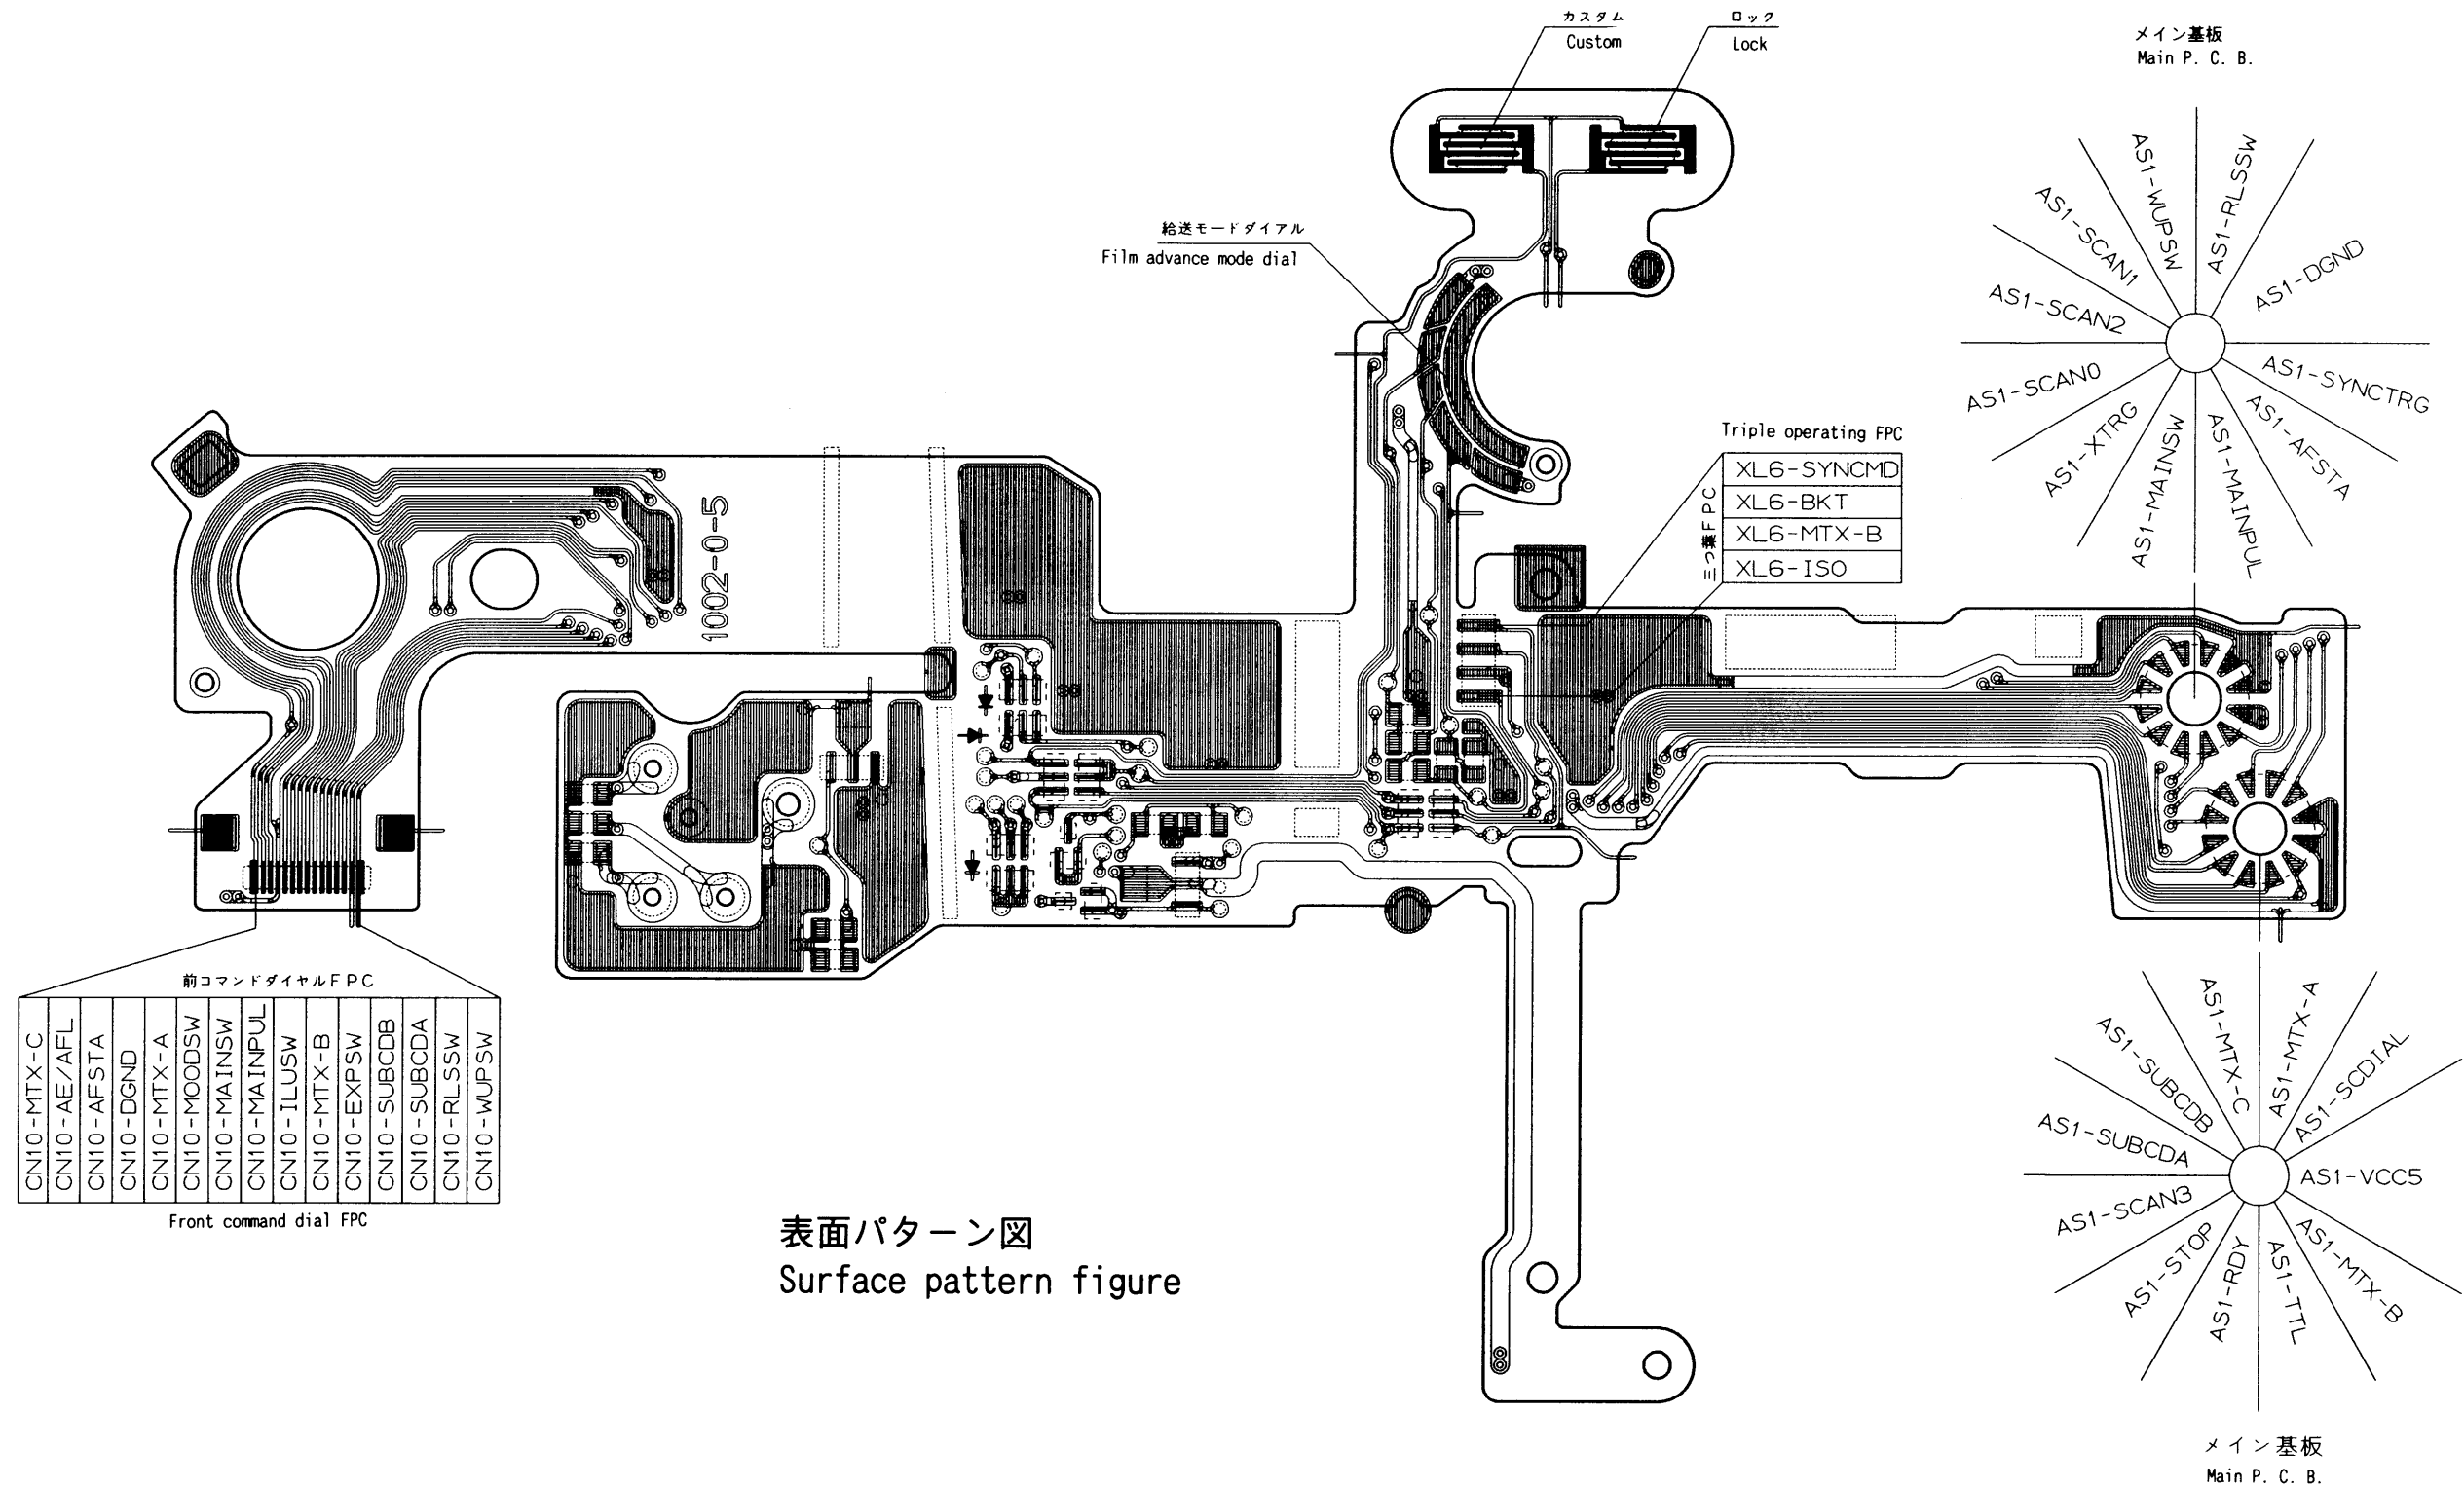 カスタム
Custom
ロック
Lock
メイン基板
Main P. C. B.
給送モードダイアル
Film advance mode dial
AS1-WUPSW
AS1-RLSSW
AS1-DGND
AS1-SYNCTRG
AS1-AFSTA
AS1-MAINPUL
AS1-MAINSW
AS1-XTRG
AS1-SCAN0
AS1-SCAN2
AS1-SCAN1
Triple operating FPC
三つ葉FPC
XL6-SYNCMD
XL6-BKT
XL6-MTX-B
XL6-ISO
1002-0-5
前コマンドダイヤルFPC
CN10-MTX-C
CN10-AE/AFL
CN10-AFSTA
CN10-DGND
CN10-MTX-A
CN10-MOODSW
CN10-MAINSW
CN10-MAINPUL
CN10-ILUSW
CN10-MTX-B
CN10-EXPSW
CN10-SUBCDB
CN10-SUBCDA
CN10-RLSSW
CN10-WUPSW
Front command dial FPC
表面パターン図
Surface pattern figure
AS1-MTX-C
AS1-MTX-A
AS1-SCDIAL
AS1-VCC5
AS1-MTX-B
AS1-TTL
AS1-RDY
AS1-STOP
AS1-SCAN3
AS1-SUBCDA
AS1-SUBCDB
メイン基板
Main P. C. B.